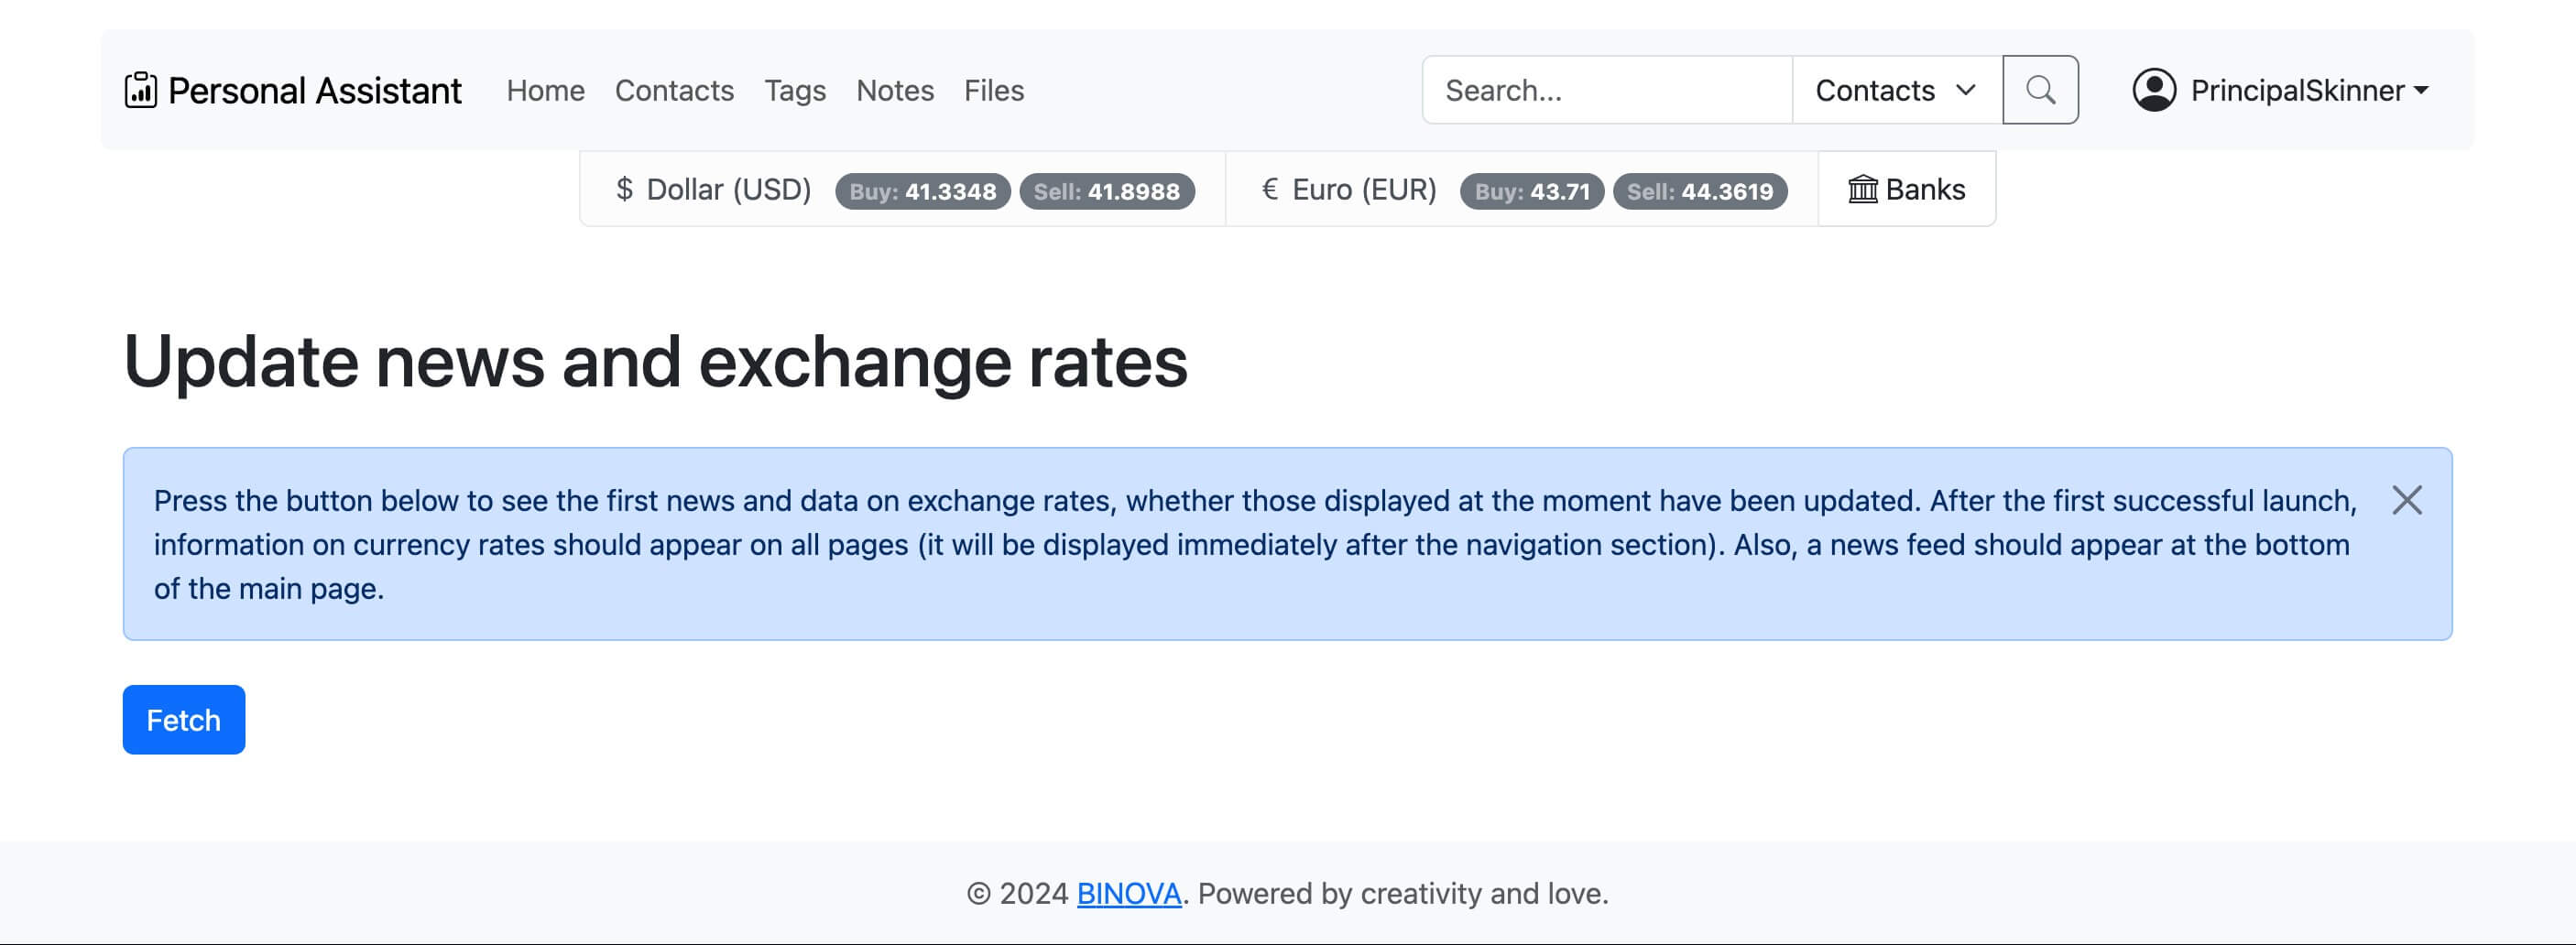 Personal Assistant Home Contacts Tags Notes Files Search... Contacts PrincipalSkinner
$ Dollar (USD) Buy: 41.3348 Sell: 41.8988 € Euro (EUR) Buy: 43.71 Sell: 44.3619 Banks
Update news and exchange rates
Press the button below to see the first news and data on exchange rates, whether those displayed at the moment have been updated. After the first successful launch,
information on currency rates should appear on all pages (it will be displayed immediately after the navigation section). Also, a news feed should appear at the bottom
of the main page.
Fetch
© 2024 BINOVA. Powered by creativity and love.